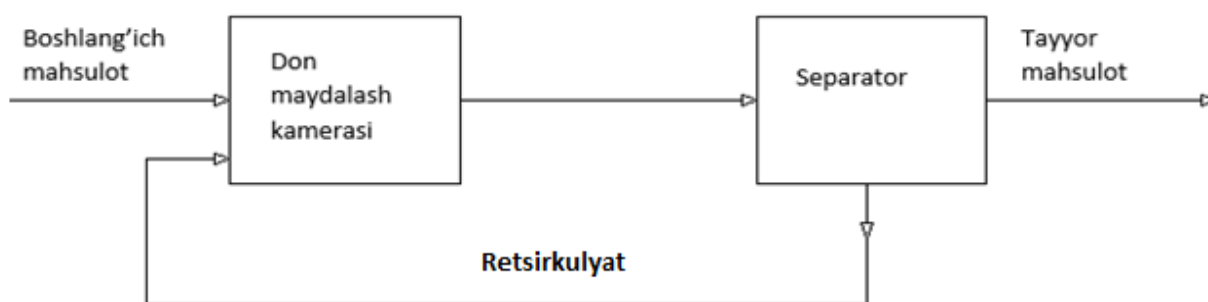 Boshlang’ich
mahsulot
Don
maydalash
kamerasi
Separator
Tayyor
mahsulot
Retsirkulyat